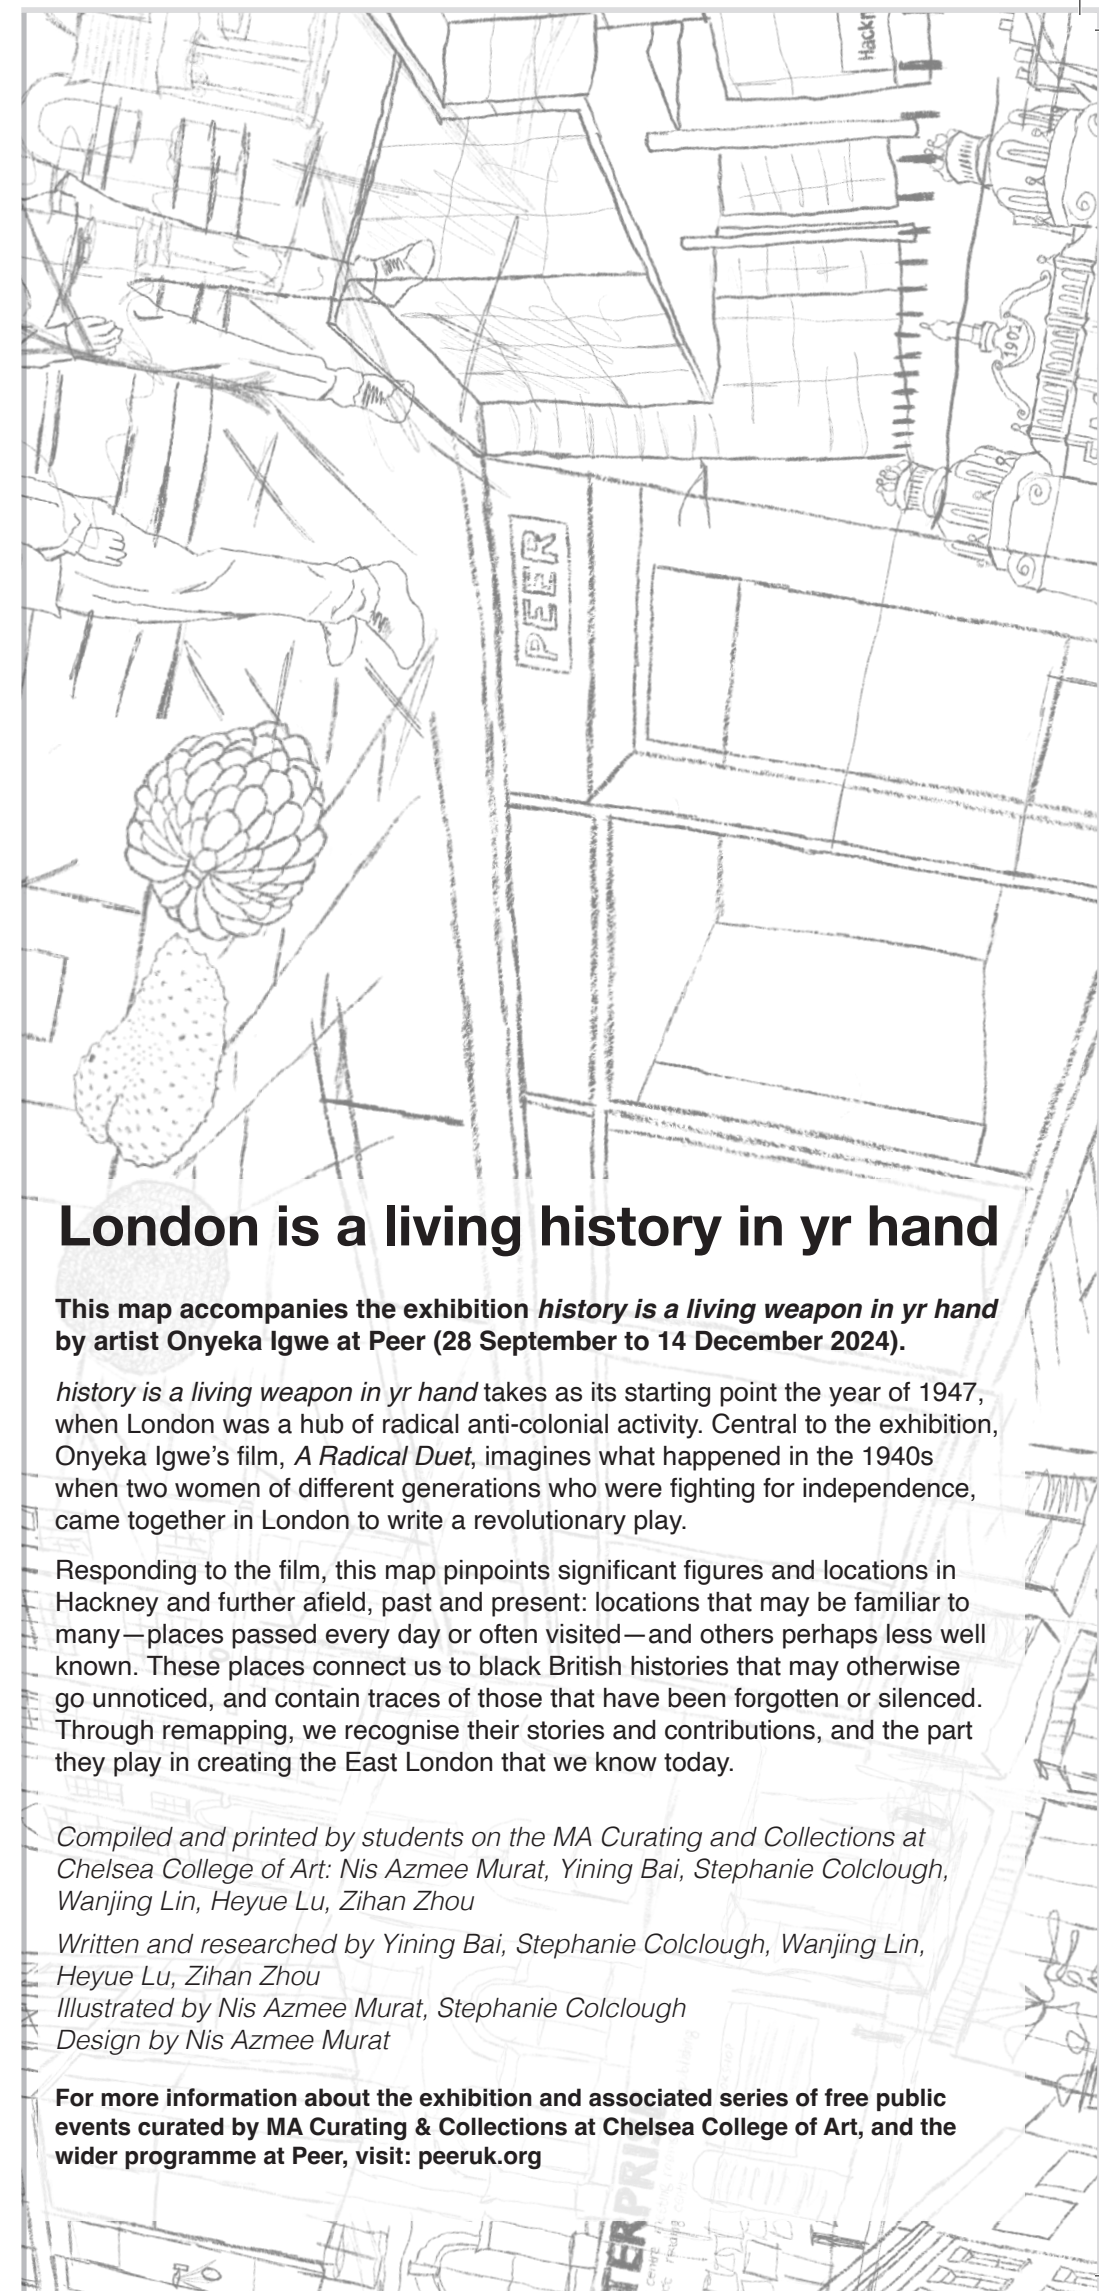 Hackn
1901
PEER
London is a living history in yr hand
This map accompanies the exhibition history is a living weapon in yr hand
by artist Onyeka Igwe at Peer (28 September to 14 December 2024).
history is a living weapon in yr hand takes as its starting point the year of 1947,
when London was a hub of radical anti-colonial activity. Central to the exhibition,
Onyeka Igwe’s film, A Radical Duet, imagines what happened in the 1940s
when two women of different generations who were fighting for independence,
came together in London to write a revolutionary play.
Responding to the film, this map pinpoints significant figures and locations in
Hackney and further afield, past and present: locations that may be familiar to
many—places passed every day or often visited—and others perhaps less well
known. These places connect us to black British histories that may otherwise
go unnoticed, and contain traces of those that have been forgotten or silenced.
Through remapping, we recognise their stories and contributions, and the part
they play in creating the East London that we know today.
Compiled and printed by students on the MA Curating and Collections at
Chelsea College of Art: Nis Azmee Murat, Yining Bai, Stephanie Colclough,
Wanjing Lin, Heyue Lu, Zihan Zhou
Written and researched by Yining Bai, Stephanie Colclough, Wanjing Lin,
Heyue Lu, Zihan Zhou
Illustrated by Nis Azmee Murat, Stephanie Colclough
Design by Nis Azmee Murat
For more information about the exhibition and associated series of free public
events curated by MA Curating & Collections at Chelsea College of Art, and the
wider programme at Peer, visit: peeruk.org
TERPRIS